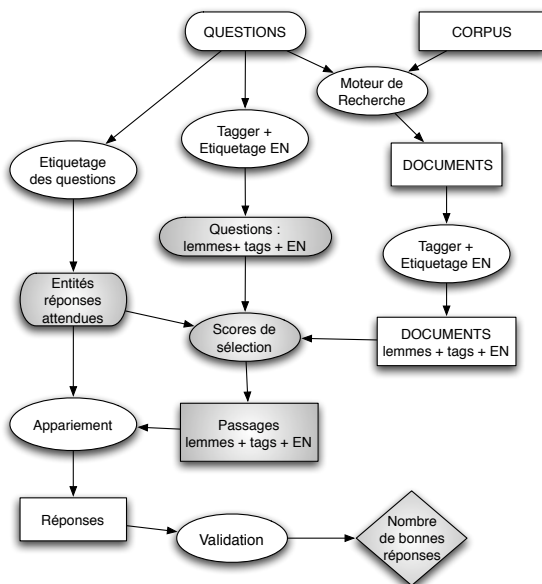 QUESTIONS
CORPUS
Moteur de
Recherche
Tagger +
Etiquetage EN
Etiquetage
des questions
DOCUMENTS
Questions :
lemmes+ tags + EN
Tagger +
Etiquetage EN
Entités
réponses
attendues
Scores de
sélection
DOCUMENTS
lemmes + tags + EN
Appariement
Passages
lemmes + tags + EN
Réponses
Validation
Nombre
de bonnes
réponses